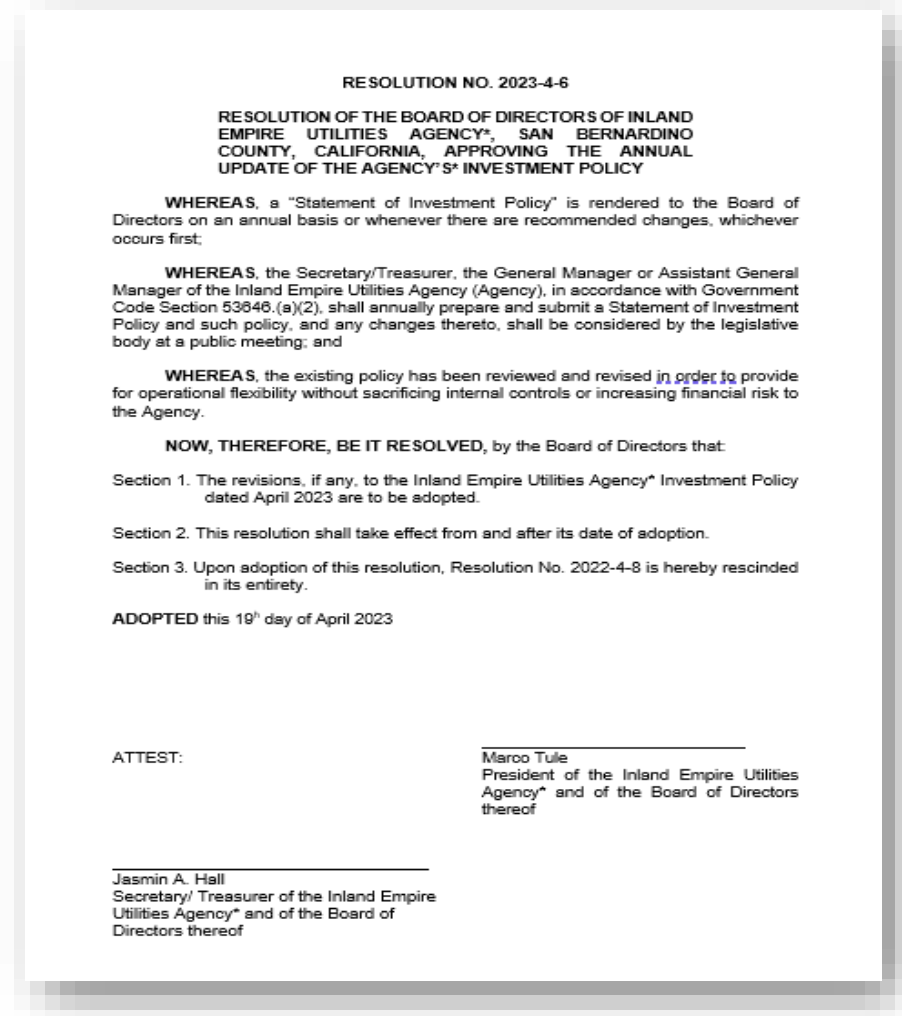 RESOLUTION NO. 2023-4-6
RESOLUTION OF THE BOARD OF DIRECTORS OF INLAND
EMPIRE UTILITIES AGENCY*, SAN BERNARDINO
COUNTY, CALIFORNIA, APPROVING THE ANNUAL
UPDATE OF THE AGENCY'S* INVESTMENT POLICY
WHEREAS, a "Statement of Investment Policy" is rendered to the Board of
Directors on an annual basis or whenever there are recommended changes, whichever
occurs first;
WHEREAS, the Secretary/Treasurer, the General Manager or Assistant General
Manager of the Inland Empire Utilities Agency (Agency), in accordance with Government
Code Section 53646.(a)(2), shall annually prepare and submit a Statement of Investment
Policy and such policy, and any changes thereto, shall be considered by the legislative
body at a public meeting; and
WHEREAS, the existing policy has been reviewed and revised in order to provide
for operational flexibility without sacrificing internal controls or increasing financial risk to
the Agency.
NOW, THEREFORE, BE IT RESOLVED, by the Board of Directors that:
Section 1. The revisions, if any, to the Inland Empire Utilities Agency* Investment Policy
dated April 2023 are to be adopted.
Section 2. This resolution shall take effect from and after its date of adoption.
Section 3. Upon adoption of this resolution, Resolution No. 2022-4-8 is hereby rescinded
in its entirety.
ADOPTED this 19h day of April 2023
ATTEST:
Marco Tule
President of the Inland Empire Utilities
Agency* and of the Board of Directors
thereof
Jasmin A. Hall
Secretary/ Treasurer of the Inland Empire
Utilities Agency* and of the Board of
Directors thereof